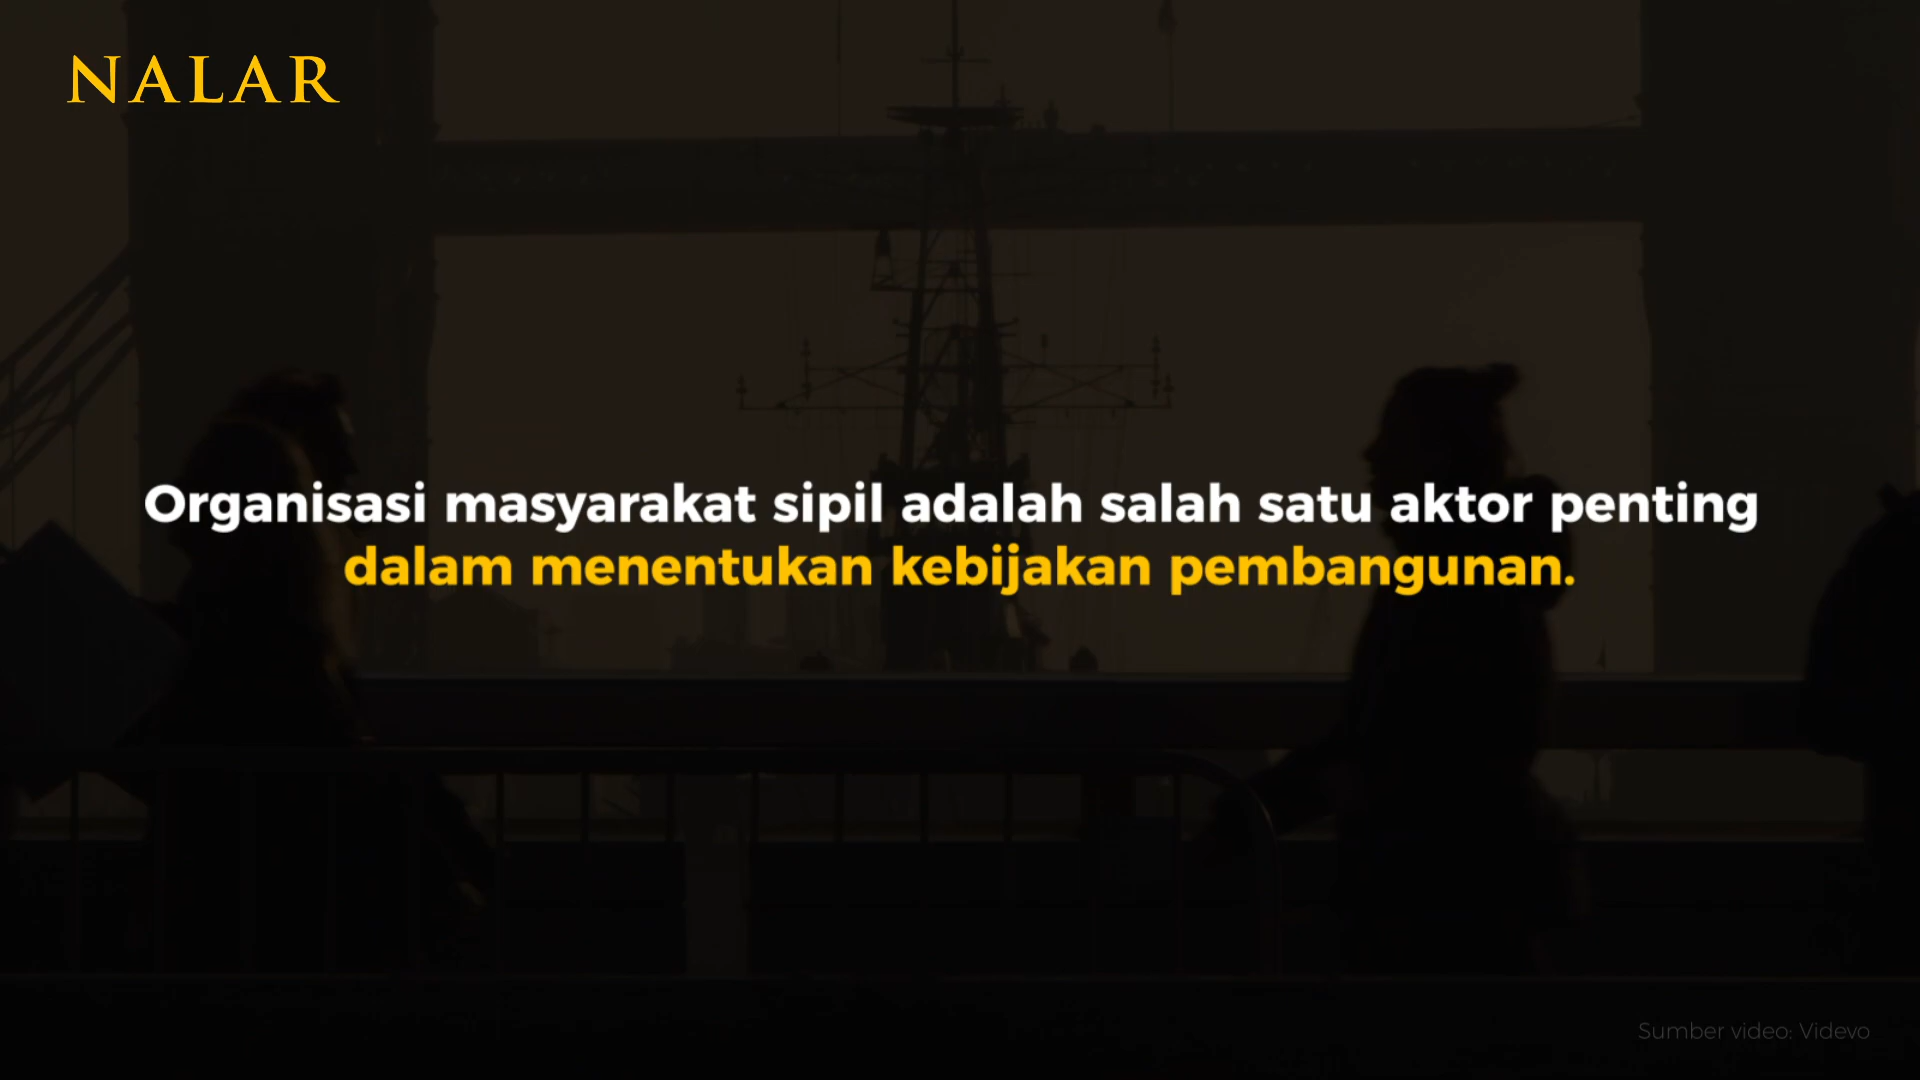 NALAR
Organisasi masyarakat sipil adalah salah satu aktor penting
dalam menentukan kebijakan pembangunan.
Sumber video: Videvo